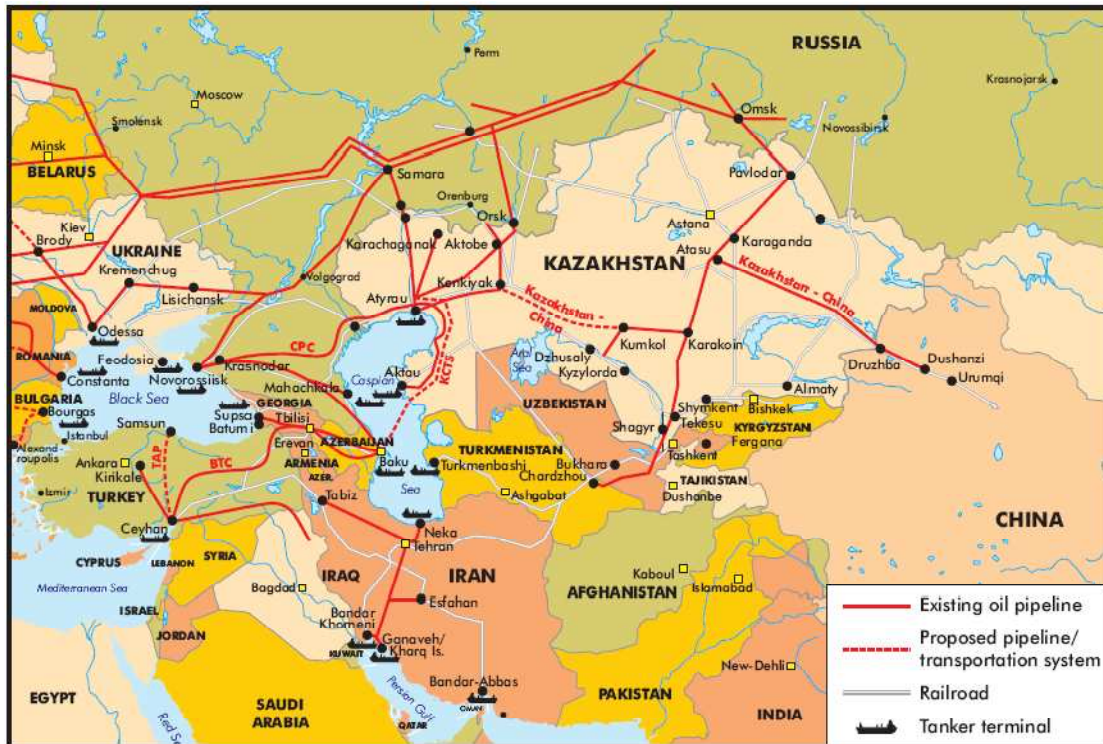 RUSSIA
Perm
Krasnojarsk
Moscow
Smolensk
Omsk
Novossibirsk
Minsk
BELARUS
Samara
Pavlodar
Orenburg
Orsk
Astana
Kiev
Brody
UKRAINE
Karachaganak
Aktobe
Karaganda
Atasu
KAZAKHSTAN
Kremenchug
Volgograd
Kenkiyak
Lisichansk
Atyrau
Kazakhstan - China
Kazakhstan -
China
MOLDOVA
Odessa
CPC
KCTS
Aral
Sea
Dzhusaly
Kumkol
Karakoin
Druzhba
Dushanzi
Urumqi
ROMANIA
Feodosia
Krasnodar
Aktau
Kyzylorda
Constanta
Novorossiisk
Mahachkala
Caspian
Almaty
BULGARIA
Black Sea
GEORGIA
UZBEKISTAN
Shymkent
Bishkek
Bourgas
Samsun
Supsa
Tbilisi
Tekesu
KYRGYZSTAN
Istanbul
Batumi
AZERBAIJAN
Shagyr
Fergana
Alexand-
roupolis
Erevan
TURKMENISTAN
Tashkent
Ankara
TAP
BTC
ARMENIA
Baku
Turkmenbashi
Bukhara
Kirikale
AZER.
Chardzhou
TAJIKISTAN
Izmir
TURKEY
Tabiz
Sea
Ashgabat
Dushanbe
CHINA
Ceyhan
Neka
Tehran
CYPRUS
LEBANON
SYRIA
IRAQ
IRAN
Kaboul
Mediterranean Sea
Bagdad
AFGHANISTAN
Islamabad
Esfahan
ISRAEL
Bandar
Khomeni
JORDAN
Ganaveh/
Kharq Is.
KUWAIT
New-Dehli
EGYPT
Bandar-Abbas
PAKISTAN
SAUDI
ARABIA
Persian Gulf
OMAN
INDIA
Red Se
QATAR
Existing oil pipeline
Proposed pipeline/
transportation system
Railroad
Tanker terminal